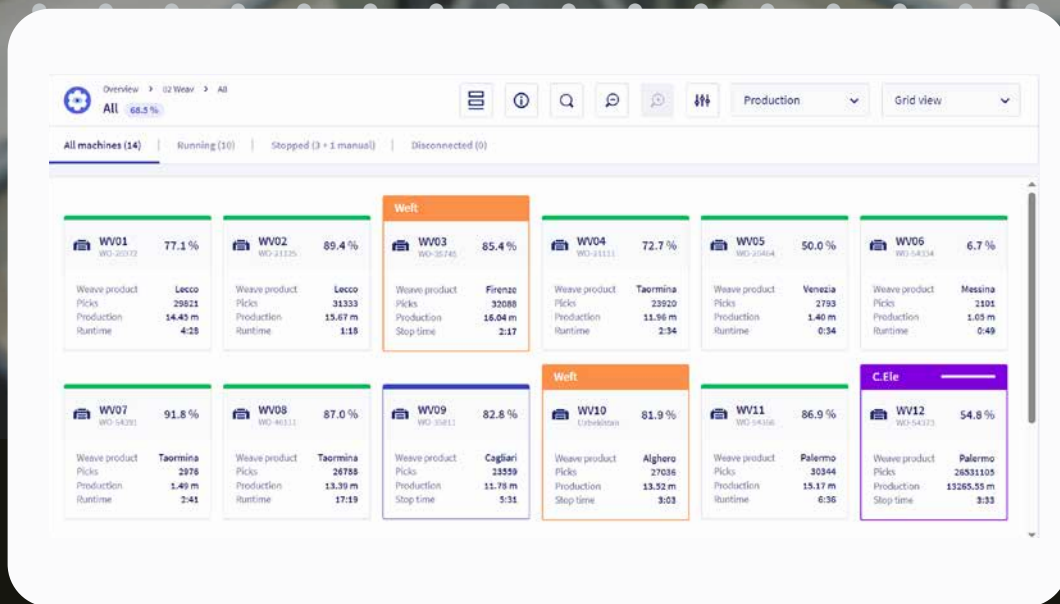 Overview > 02 Weav > All
All 68.5 %
Production
Grid view
All machines (14) | Running (10) | Stopped (3 + 1 manual) | Disconnected (0)
Weft
WV01 77.1 %
Weave product Lecco
Picks 29821
Production 14.45 m
Runtime 4:28
WV02 89.4 %
Weave product Lecco
Picks 31333
Production 15.67 m
Runtime 1:18
WV03 85.4 %
Weave product Firenze
Picks 32088
Production 16.04 m
Stop time 2:17
WV04 72.7 %
Weave product Taormina
Picks 23920
Production 11.96 m
Runtime 2:34
WV05 50.0 %
Weave product Venezia
Picks 2793
Production 1.40 m
Runtime 0:34
WV06 6.7 %
Weave product Messina
Picks 2101
Production 1.05 m
Runtime 0:49
Weft
C.Ele
WV07 91.8 %
Weave product Taormina
Picks 2976
Production 1.49 m
Runtime 2:41
WV08 87.0 %
Weave product Taormina
Picks 26788
Production 13.39 m
Runtime 17:19
WV09 82.8 %
Weave product Cagliari
Picks 23559
Production 11.78 m
Stop time 5:31
WV10 81.9 %
Uzbekistan
Weave product Alghero
Picks 27036
Production 13.52 m
Stop time 3:03
WV11 86.9 %
Weave product Palermo
Picks 30344
Production 15.17 m
Runtime 6:36
WV12 54.8 %
Weave product Palermo
Picks 26531105
Production 13265.55 m
Stop time 3:33